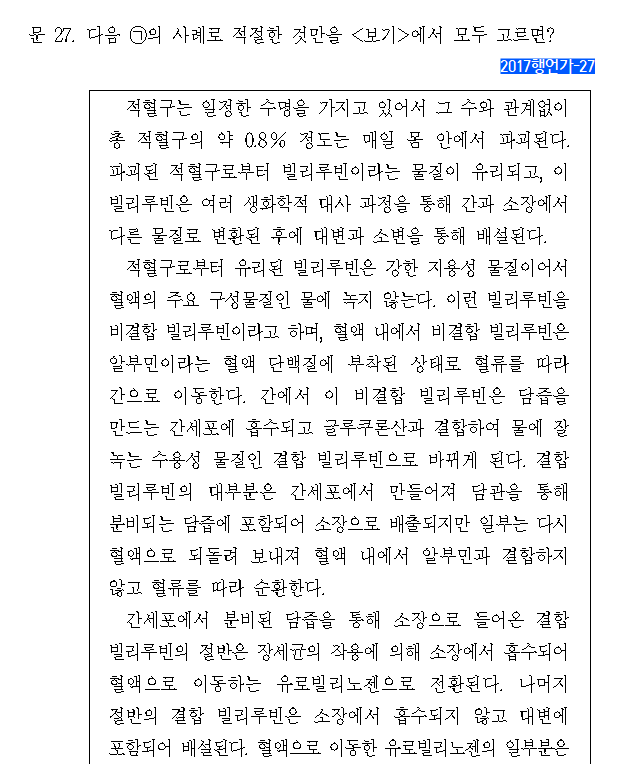 문 27. 다음 ㉠의 사례로 적절한 것만을 <보기>에서 모두 고르면?
2017행언가-27
적혈구는 일정한 수명을 가지고 있어서 그 수와 관계없이
총 적혈구의 약 0.8% 정도는 매일 몸 안에서 파괴된다.
파괴된 적혈구로부터 빌리루빈이라는 물질이 유리되고, 이
빌리루빈은 여러 생화학적 대사 과정을 통해 간과 소장에서
다른 물질로 변환된 후에 대변과 소변을 통해 배설된다.
적혈구로부터 유리된 빌리루빈은 강한 지용성 물질이어서
혈액의 주요 구성물질인 물에 녹지 않는다. 이런 빌리루빈을
비결합 빌리루빈이라고 하며, 혈액 내에서 비결합 빌리루빈은
알부민이라는 혈액 단백질에 부착된 상태로 혈류를 따라
간으로 이동한다. 간에서 이 비결합 빌리루빈은 담즙을
만드는 간세포에 흡수되고 글루쿠론산과 결합하여 물에 잘
녹는 수용성 물질인 결합 빌리루빈으로 바뀌게 된다. 결합
빌리루빈의 대부분은 간세포에서 만들어져 담관을 통해
분비되는 담즙에 포함되어 소장으로 배출되지만 일부는 다시
혈액으로 되돌려 보내져 혈액 내에서 알부민과 결합하지
않고 혈류를 따라 순환한다.
간세포에서 분비된 담즙을 통해 소장으로 들어온 결합
빌리루빈의 절반은 장세균의 작용에 의해 소장에서 흡수되어
혈액으로 이동하는 유로빌리노젠으로 전환된다. 나머지
절반의 결합 빌리루빈은 소장에서 흡수되지 않고 대변에
포함되어 배설된다. 혈액으로 이동한 유로빌리노젠의 일부분은